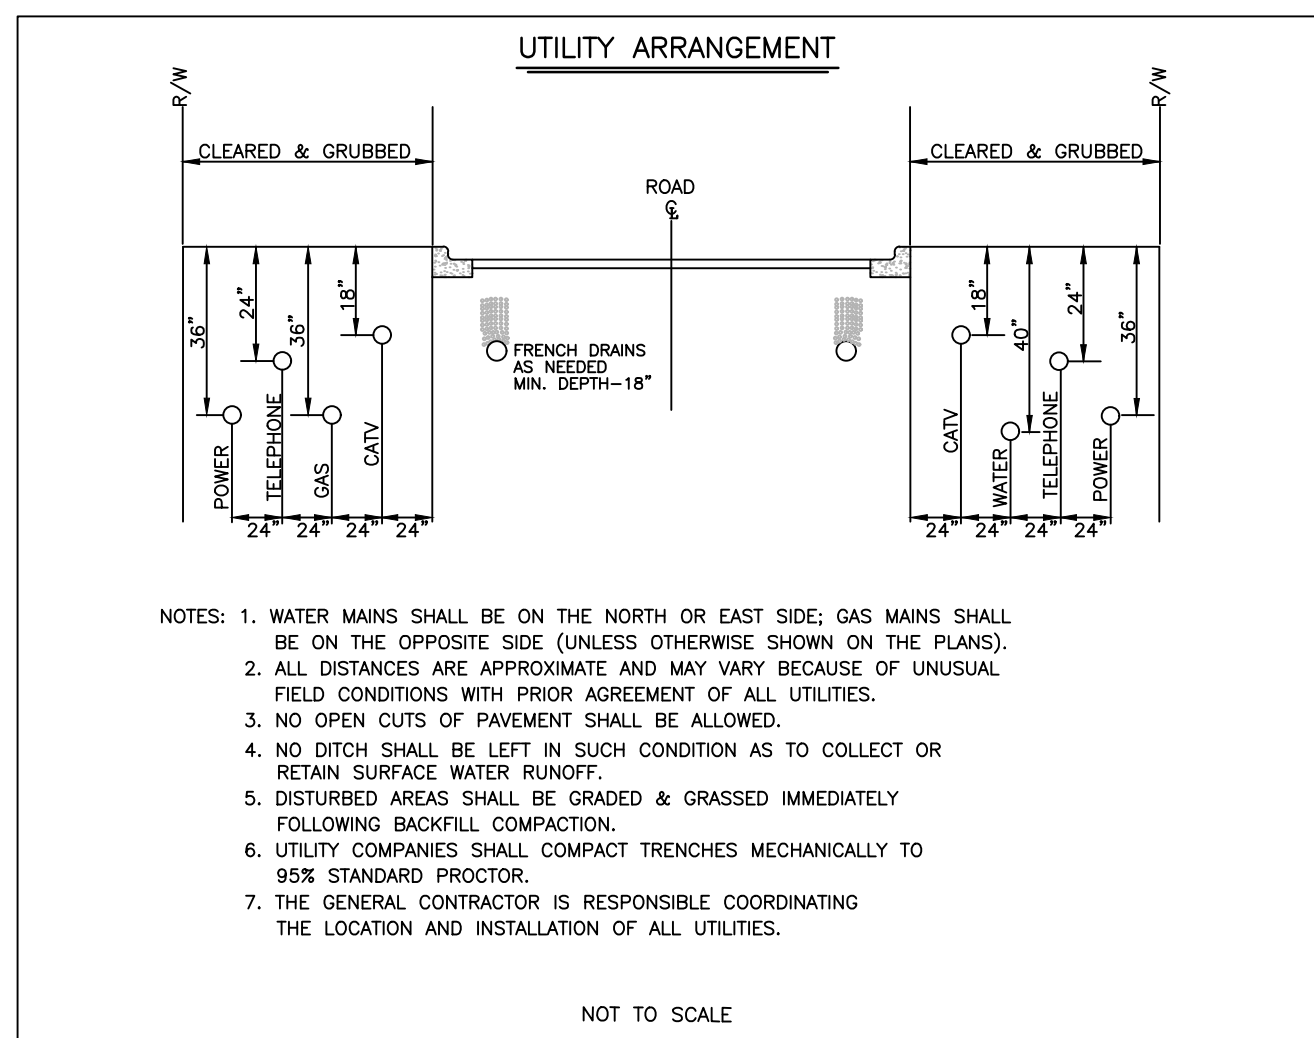 UTILITY ARRANGEMENT
R/W
R/W
CLEARED & GRUBBED
CLEARED & GRUBBED
ROAD
℄
36"
24"
36"
18"
18"
40"
24"
36"
FRENCH DRAINS
AS NEEDED
MIN. DEPTH-18"
POWER
TELEPHONE
GAS
CATV
CATV
WATER
TELEPHONE
POWER
24"
24"
24"
24"
24"
24"
24"
24"
NOTES: 1. WATER MAINS SHALL BE ON THE NORTH OR EAST SIDE; GAS MAINS SHALL
BE ON THE OPPOSITE SIDE (UNLESS OTHERWISE SHOWN ON THE PLANS).
2. ALL DISTANCES ARE APPROXIMATE AND MAY VARY BECAUSE OF UNUSUAL
FIELD CONDITIONS WITH PRIOR AGREEMENT OF ALL UTILITIES.
3. NO OPEN CUTS OF PAVEMENT SHALL BE ALLOWED.
4. NO DITCH SHALL BE LEFT IN SUCH CONDITION AS TO COLLECT OR
RETAIN SURFACE WATER RUNOFF.
5. DISTURBED AREAS SHALL BE GRADED & GRASSED IMMEDIATELY
FOLLOWING BACKFILL COMPACTION.
6. UTILITY COMPANIES SHALL COMPACT TRENCHES MECHANICALLY TO
95% STANDARD PROCTOR.
7. THE GENERAL CONTRACTOR IS RESPONSIBLE COORDINATING
THE LOCATION AND INSTALLATION OF ALL UTILITIES.
NOT TO SCALE